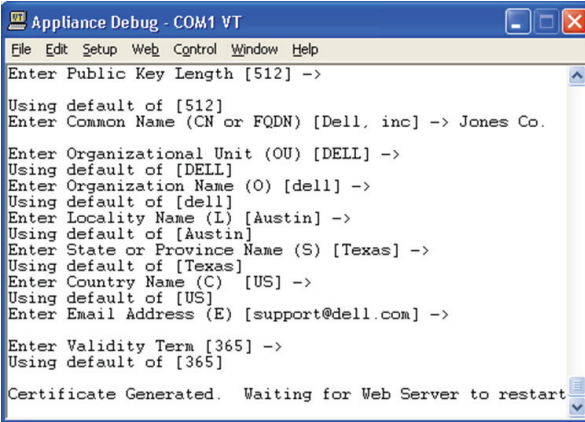 Appliance Debug - COM1 VT
File Edit Setup Web Control Window Help
Enter Public Key Length [512] ->
Using default of [512]
Enter Common Name (CN or FQDN) [Dell, inc] -> Jones Co.
Enter Organizational Unit (OU) [DELL] ->
Using default of [DELL]
Enter Organization Name (O) [dell] ->
Using default of [dell]
Enter Locality Name (L) [Austin] ->
Using default of [Austin]
Enter State or Province Name (S) [Texas] ->
Using default of [Texas]
Enter Country Name (C)  [US] ->
Using default of [US]
Enter Email Address (E) [support@dell.com] ->
Enter Validity Term [365] ->
Using default of [365]
Certificate Generated.  Waiting for Web Server to restart